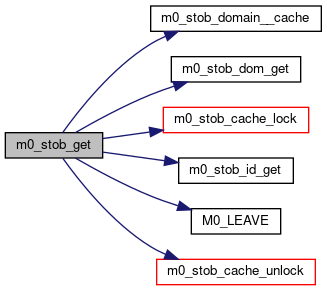 m0_stob_domain__cache
m0_stob_dom_get
m0_stob_cache_lock
m0_stob_get
m0_stob_id_get
M0_LEAVE
m0_stob_cache_unlock